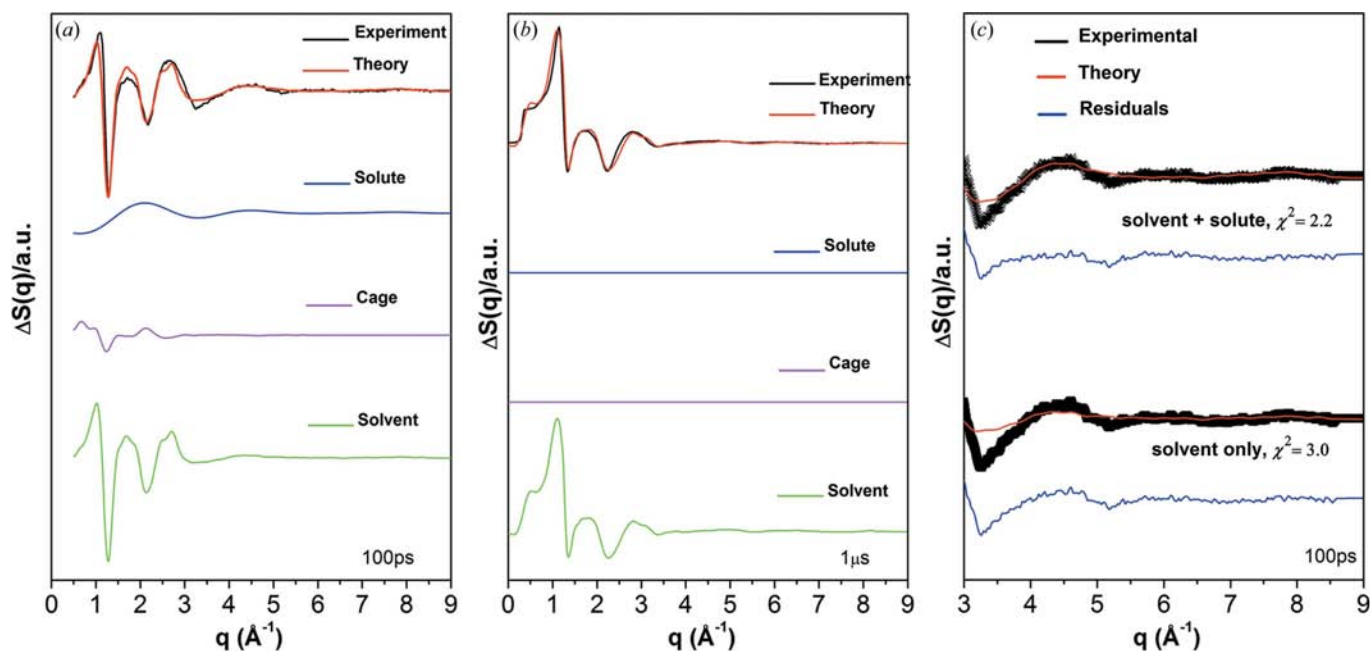 (a)
Experiment
Theory
Solute
Cage
Solvent
100ps
ΔS(q)/a.u.
0 1 2 3 4 5 6 7 8 9
q (Å⁻¹)
(b)
Experiment
Theory
Solute
Cage
Solvent
1μs
ΔS(q)/a.u.
0 1 2 3 4 5 6 7 8 9
q (Å⁻¹)
(c)
Experimental
Theory
Residuals
solvent + solute, χ² = 2.2
solvent only, χ² = 3.0
100ps
ΔS(q)/a.u.
3 4 5 6 7 8 9
q (Å⁻¹)